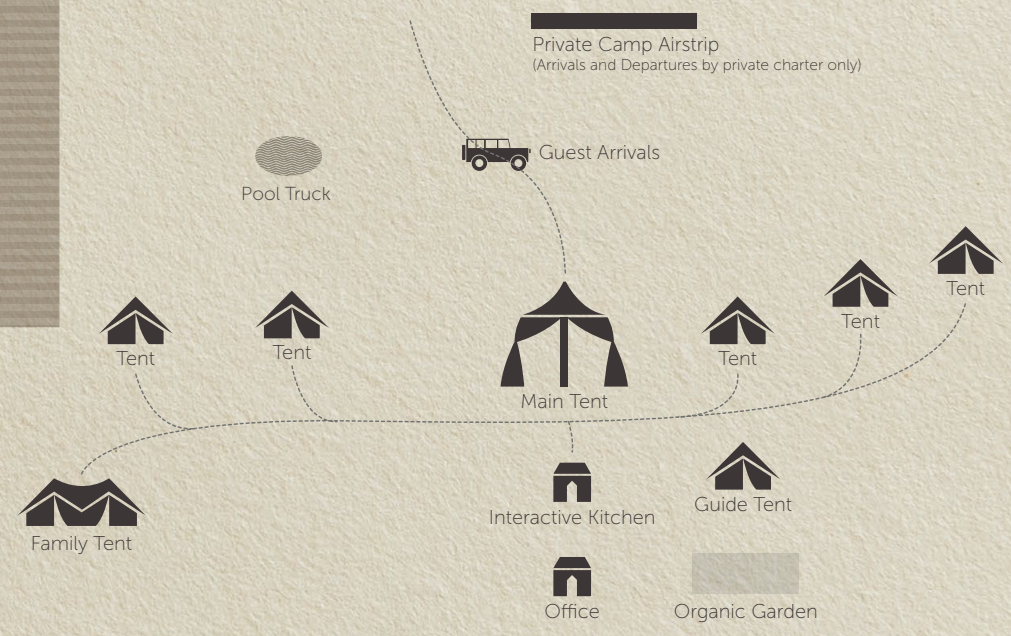 Private Camp Airstrip
(Arrivals and Departures by private charter only)
Guest Arrivals
Pool Truck
Tent
Tent
Tent
Tent
Tent
Main Tent
Guide Tent
Interactive Kitchen
Family Tent
Office
Organic Garden